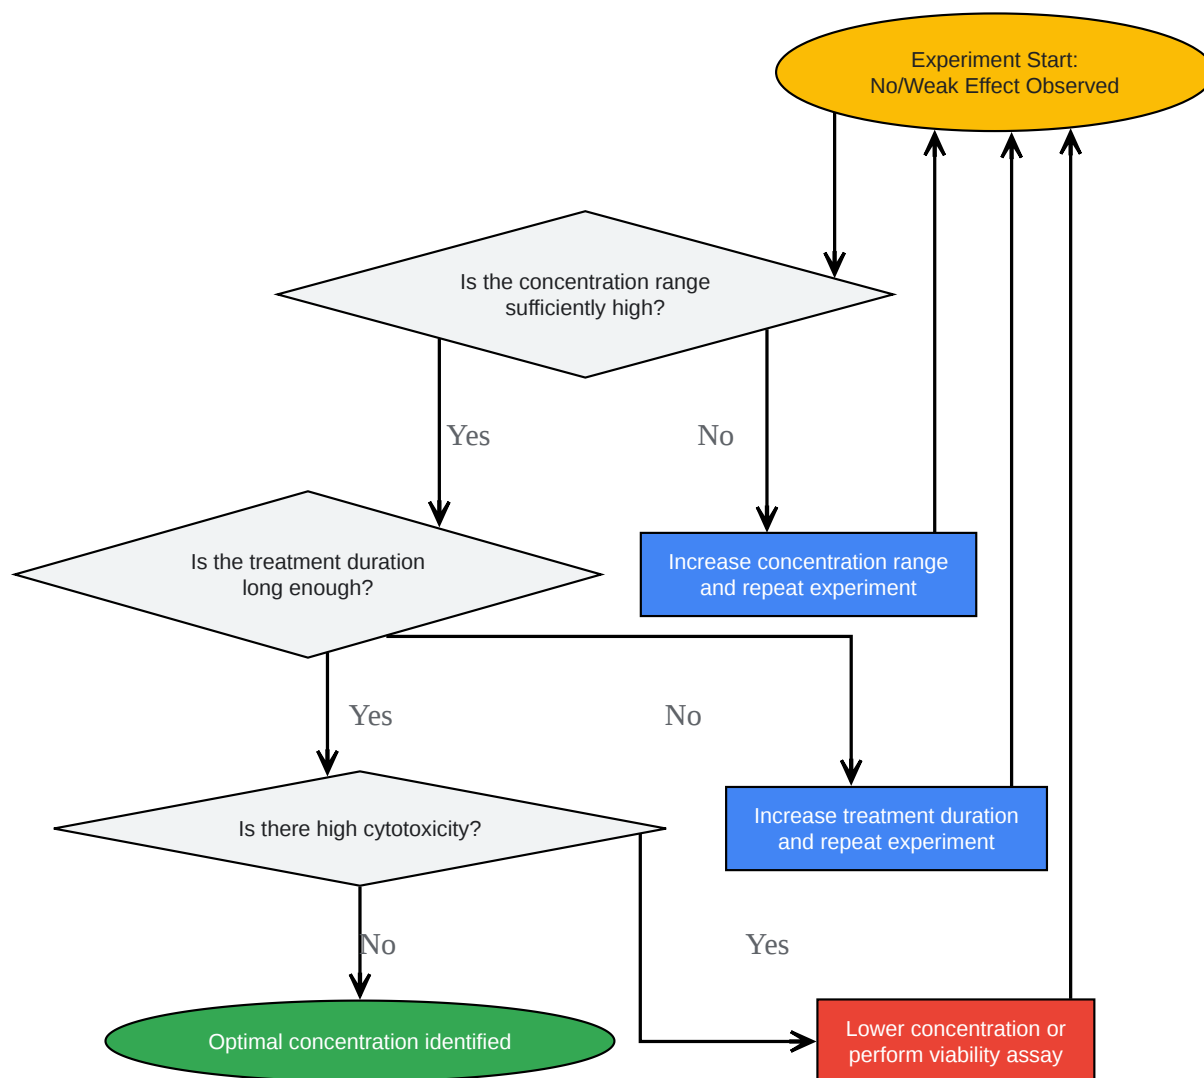 Experiment Start:
No/Weak Effect Observed
Is the concentration range
sufficiently high?
Yes
No
Is the treatment duration
long enough?
Increase concentration range
and repeat experiment
Yes
No
Is there high cytotoxicity?
Increase treatment duration
and repeat experiment
No
Yes
Optimal concentration identified
Lower concentration or
perform viability assay